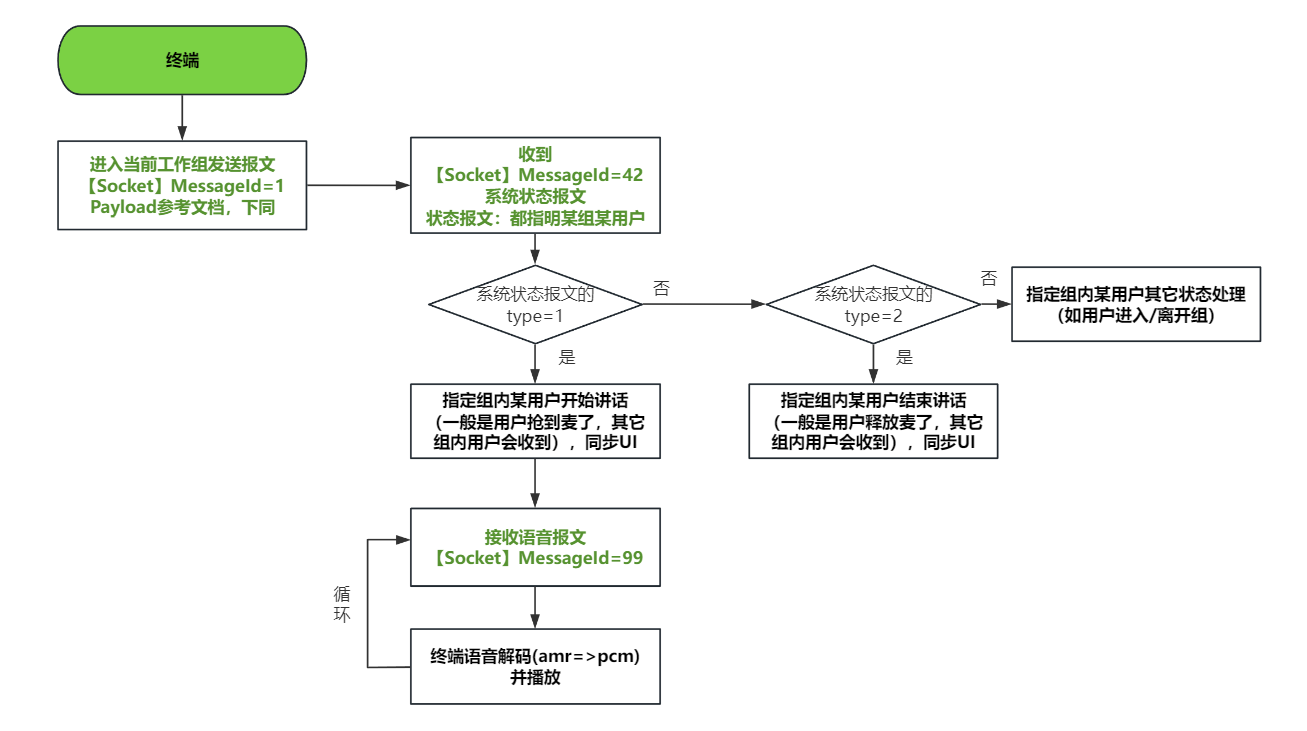 终端
进入当前工作组发送报文
【Socket】MessageId=1
Payload参考文档，下同
收到
【Socket】MessageId=42
系统状态报文
状态报文：都指明某组某用户
系统状态报文的
type=1
否
系统状态报文的
type=2
否
指定组内某用户其它状态处理
（如用户进入/离开组）
是
是
指定组内某用户开始讲话
（一般是用户抢到麦了，其它
组内用户会收到），同步UI
指定组内某用户结束讲话
（一般是用户释放麦了，其它
组内用户会收到），同步UI
接收语音报文
【Socket】MessageId=99
循
环
终端语音解码(amr=>pcm)
并播放